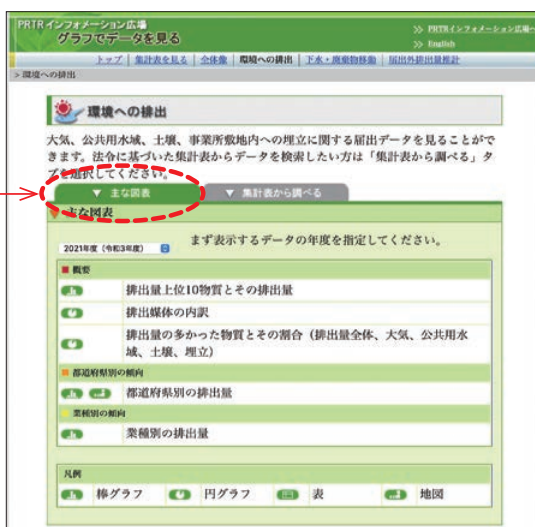 PRTRインフォメーション広場
グラフでデータを見る
>> PRTRインフォメーション広場へ
>> English
トップ | 集計表を見る | 全体像 | 環境への排出 | 下水・廃棄物移動 | 届出外排出量推計
> 環境への排出
環境への排出
大気、公共用水域、土壌、事業所敷地内への埋立に関する届出データを見ることがで
きます。法令に基づいた集計表からデータを検索したい方は「集計表から調べる」タ
ブを選択してください。
▼ 主な図表
▼ 集計表から調べる
主な図表
2021年度（令和3年度）
まず表示するデータの年度を指定してください。
概要
排出量上位10物質とその排出量
排出媒体の内訳
排出量の多かった物質とその割合（排出量全体、大気、公共用水
域、土壌、埋立）
都道府県別の傾向
都道府県別の排出量
業種別の傾向
業種別の排出量
凡例
棒グラフ 円グラフ 表 地図